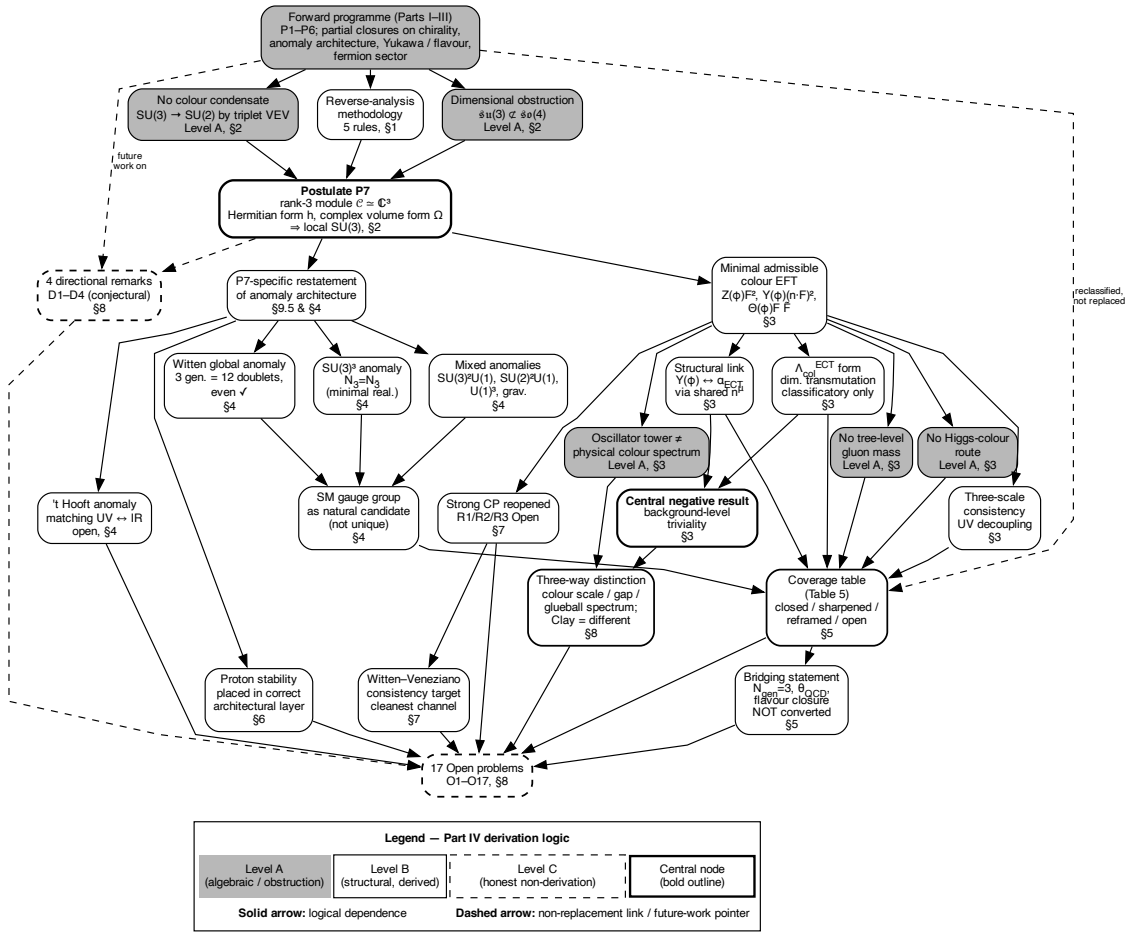 Forward programme (Parts I–III)
P1–P6; partial closures on chirality,
anomaly architecture, Yukawa / flavour,
fermion sector
No colour condensate
SU(3) → SU(2) by triplet VEV
Level A, §2
Reverse-analysis
methodology
5 rules, §1
Dimensional obstruction
𝔰𝔲(3) ⊄ 𝔰𝔬(4)
Level A, §2
future
work on
Postulate P7
rank-3 module 𝒞 ≃ ℂ³
Hermitian form h, complex volume form Ω
⇒ local SU(3), §2
4 directional remarks
D1–D4 (conjectural)
§8
P7-specific restatement
of anomaly architecture
§9.5 & §4
Minimal admissible
colour EFT
Z(ϕ)F², Y(ϕ)(n·F)²,
Θ(ϕ)F F̃
§3
reclassified,
not replaced
Witten global anomaly
3 gen. = 12 doublets,
even ✓
§4
SU(3)³ anomaly
N₃=N₃̄
(minimal real.)
§4
Mixed anomalies
SU(3)²U(1), SU(2)²U(1),
U(1)³, grav.
§4
Structural link
Y(ϕ) ↔ α_ECT
via shared n^μ
§3
Λ_col^ECT form
dim. transmutation
classificatory only
§3
Oscillator tower ≠
physical colour spectrum
Level A, §3
No tree-level
gluon mass
Level A, §3
No Higgs-colour
route
Level A, §3
't Hooft anomaly
matching UV ↔ IR
open, §4
SM gauge group
as natural candidate
(not unique)
§4
Strong CP reopened
R1/R2/R3 Open
§7
Central negative result
background-level
triviality
§3
Three-scale
consistency
UV decoupling
§3
Three-way distinction
colour scale / gap /
glueball spectrum;
Clay = different
§8
Coverage table
(Table 5)
closed / sharpened /
reframed / open
§5
Proton stability
placed in correct
architectural layer
§6
Witten–Veneziano
consistency target
cleanest channel
§7
Bridging statement
N_gen=3, θ_QCD,
flavour closure
NOT converted
§5
17 Open problems
O1–O17, §8
Legend — Part IV derivation logic
Level A
(algebraic / obstruction)
Level B
(structural, derived)
Level C
(honest non-derivation)
Central node
(bold outline)
Solid arrow: logical dependence
Dashed arrow: non-replacement link / future-work pointer